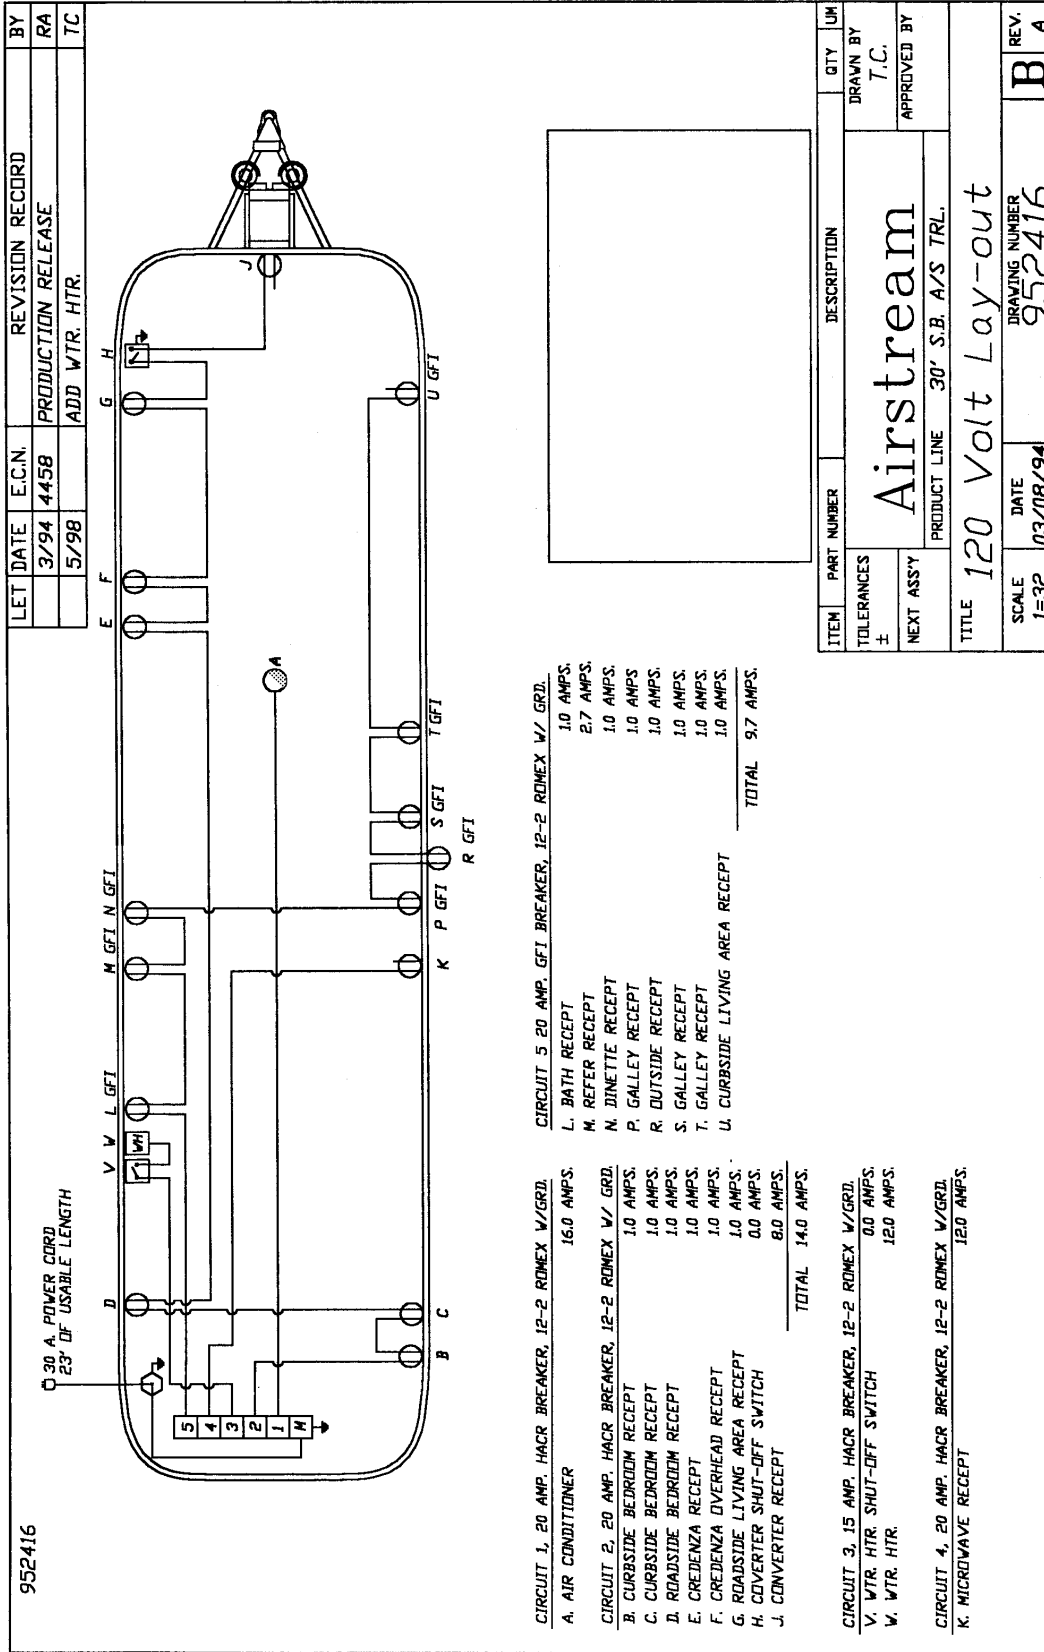 952416
LET DATE E.C.N. REVISION RECORD BY
3/94 4458 PRODUCTION RELEASE RA
5/98 ADD WTR. HTR. TC
30 A. POWER CORD
23' OF USABLE LENGTH
D V W L GFI M GFI N GFI E F G H
WH
J
5
4
3
2
1
M
A
B C K P GFI S GFI T GFI U GFI
R GFI
CIRCUIT 1, 20 AMP. HACR BREAKER, 12-2 ROMEX W/GRD.
A. AIR CONDITIONER 16.0 AMPS.
CIRCUIT 2, 20 AMP. HACR BREAKER, 12-2 ROMEX W/ GRD.
B. CURBSIDE BEDROOM RECEPT 1.0 AMPS.
C. CURBSIDE BEDROOM RECEPT 1.0 AMPS.
D. ROADSIDE BEDROOM RECEPT 1.0 AMPS.
E. CREDENZA RECEPT 1.0 AMPS.
F. CREDENZA OVERHEAD RECEPT 1.0 AMPS.
G. ROADSIDE LIVING AREA RECEPT 1.0 AMPS.
H. COVERTER SHUT-OFF SWITCH 0.0 AMPS.
J. CONVERTER RECEPT 8.0 AMPS.
TOTAL 14.0 AMPS.
CIRCUIT 3, 15 AMP. HACR BREAKER, 12-2 ROMEX W/GRD.
V. WTR. HTR. SHUT-OFF SWITCH 0.0 AMPS.
W. WTR. HTR. 12.0 AMPS.
CIRCUIT 4, 20 AMP. HACR BREAKER, 12-2 ROMEX W/GRD.
K. MICROWAVE RECEPT 12.0 AMPS.
CIRCUIT 5 20 AMP. GFI BREAKER, 12-2 ROMEX W/ GRD.
L. BATH RECEPT 1.0 AMPS.
M. REFER RECEPT 2.7 AMPS.
N. DINETTE RECEPT 1.0 AMPS.
P. GALLEY RECEPT 1.0 AMPS
R. OUTSIDE RECEPT 1.0 AMPS.
S. GALLEY RECEPT 1.0 AMPS.
T. GALLEY RECEPT 1.0 AMPS.
U. CURBSIDE LIVING AREA RECEPT 1.0 AMPS.
TOTAL 9.7 AMPS.
ITEM PART NUMBER DESCRIPTION QTY UM
TOLERANCES
±
NEXT ASS'Y
Airstream
PRODUCT LINE 30' S.B. A/S TRL.
DRAWN BY
T.C.
APPROVED BY
TITLE 120 Volt Lay-out
SCALE
1=32
DATE
03/08/94
DRAWING NUMBER
952416
B
REV.
A